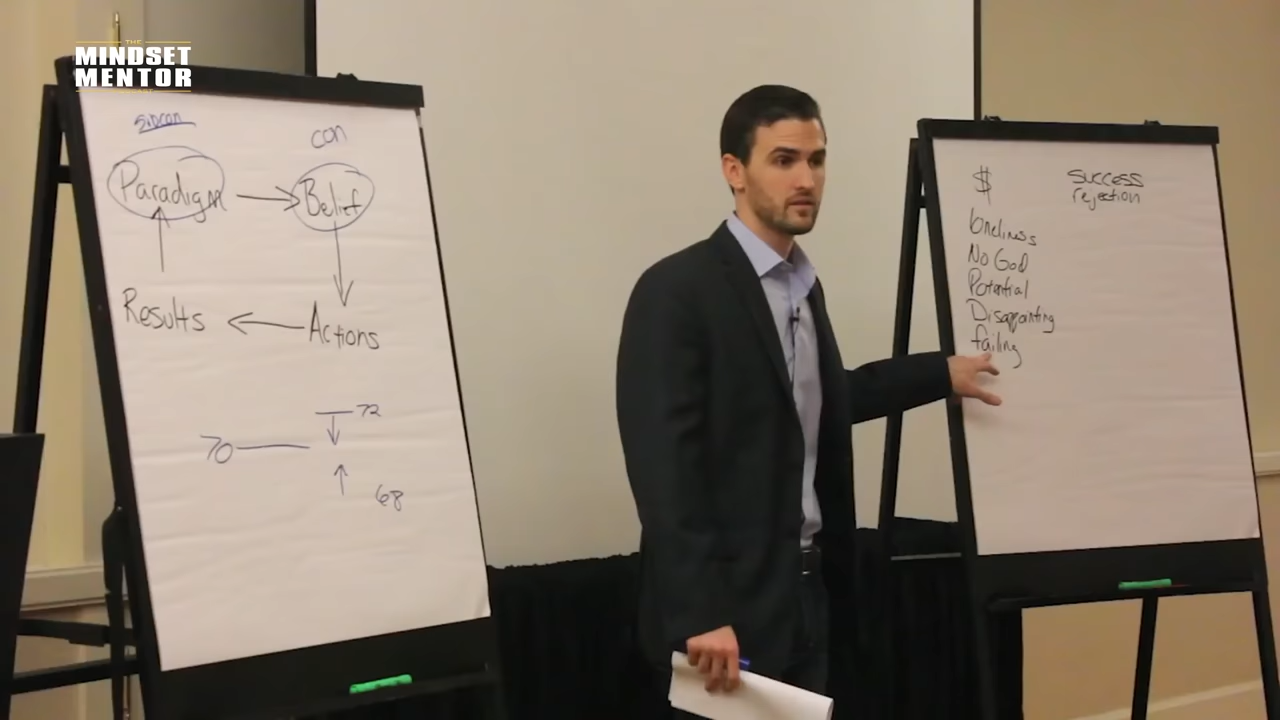 THE
MINDSET
MENTOR
subcon
con
Paradigm
Belief
Results
Actions
72
70
68
$
success
rejection
loneliness
No God
Potential
Disappointing
failing